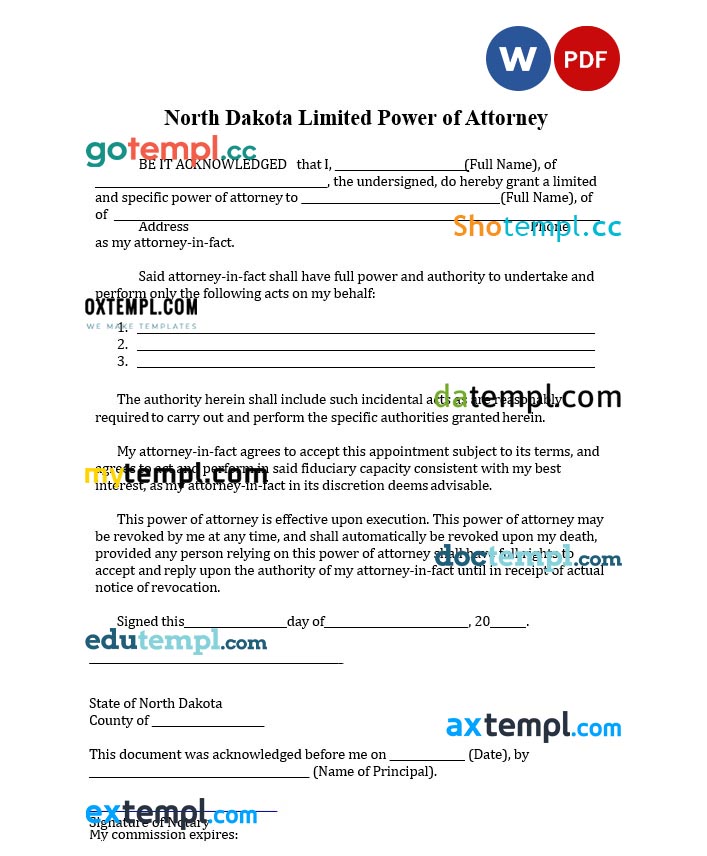 W PDF
North Dakota Limited Power of Attorney
gotempl.cc
BE IT ACKNOWLEDGED that I, ____________________(Full Name), of
___________________________________, the undersigned, do hereby grant a limited
and specific power of attorney to ______________________________(Full Name), of
of ______________________________________________________________________
Address Phone
Shotempl.cc
as my attorney-in-fact.
Said attorney-in-fact shall have full power and authority to undertake and
perform only the following acts on my behalf:
OXTEMPL.COM
WE MAKE TEMPLATES
1. ____________________________________________________________________
2. ____________________________________________________________________
3. ____________________________________________________________________
The authority herein shall include such incidental acts as are reasonably
datempl.com
required to carry out and perform the specific authorities granted herein.
My attorney-in-fact agrees to accept this appointment subject to its terms, and
agrees to act and perform in said fiduciary capacity consistent with my best
mytempl.com
interest, as my attorney-in-fact in its discretion deems advisable.
This power of attorney is effective upon execution. This power of attorney may
be revoked by me at any time, and shall automatically be revoked upon my death,
provided any person relying on this power of attorney shall have full rights to
doctempl.com
accept and reply upon the authority of my attorney-in-fact until in receipt of actual
notice of revocation.
Signed this_______________day of_____________________, 20_____.
edutempl.com
______________________________________
State of North Dakota
County of _________________
axtempl.com
This document was acknowledged before me on ___________ (Date), by
_________________________________ (Name of Principal).
____________________________
extempl.com
Signature of Notary
My commission expires: